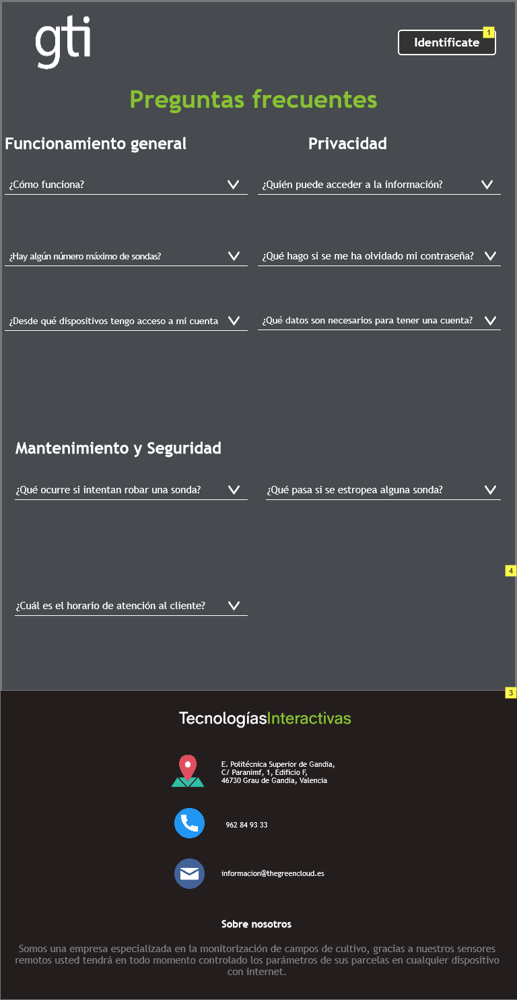 gti
1
Identificate
Preguntas frecuentes
Funcionamiento general
Privacidad
¿Cómo funciona?
¿Quién puede acceder a la información?
¿Hay algún número máximo de sondas?
¿Qué hago si se me ha olvidado mi contraseña?
¿Desde qué dispositivos tengo acceso a mi cuenta
¿Qué datos son necesarios para tener una cuenta?
Mantenimiento y Seguridad
¿Qué ocurre si intentan robar una sonda?
¿Qué pasa si se estropea alguna sonda?
4
¿Cuál es el horario de atención al cliente?
3
TecnologíasInteractivas
E. Politécnica Superior de Gandia,
C/ Paranimf, 1, Edificio F,
46730 Grau de Gandia, Valencia
962 84 93 33
informacion@thegreencloud.es
Sobre nosotros
Somos una empresa especializada en la monitorización de campos de cultivo, gracias a nuestros sensores
remotos usted tendrá en todo momento controlado los parámetros de sus parcelas en cualquier dispositivo
con internet.